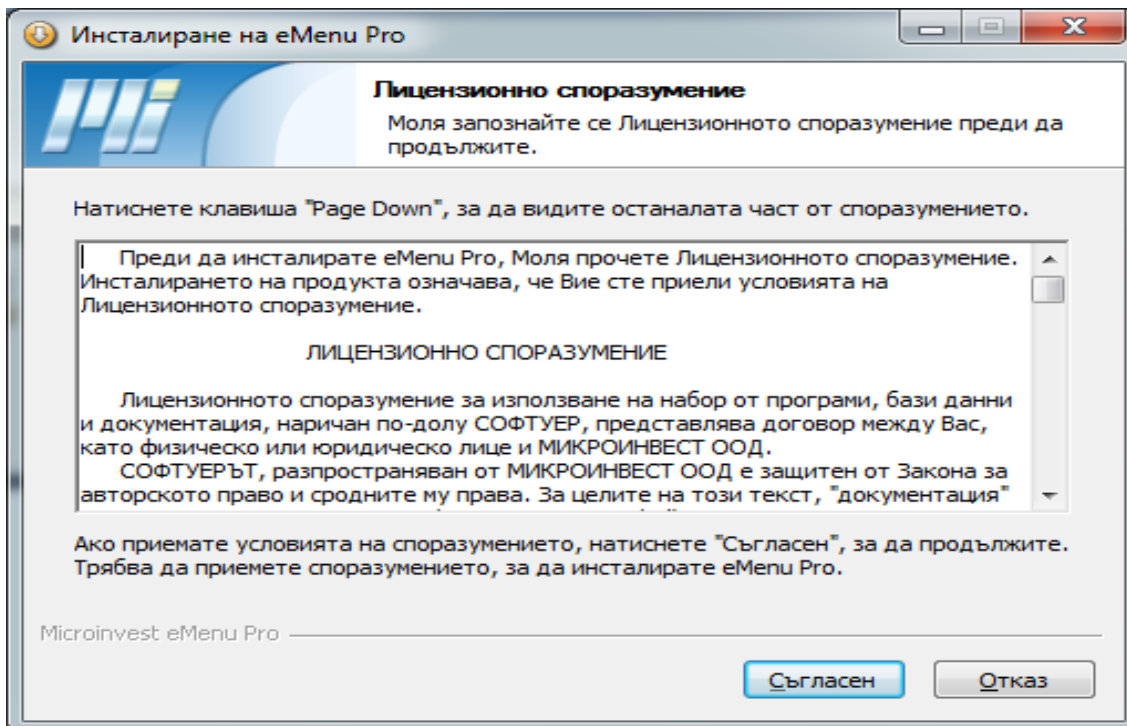 Инсталиране на eMenu Pro
Mi
Лицензионно споразумение
Моля запознайте се Лицензионното споразумение преди да
продължите.
Натиснете клавиша "Page Down", за да видите останалата част от споразумението.
Преди да инсталирате eMenu Pro, Моля прочете Лицензионното споразумение.
Инсталирането на продукта означава, че Вие сте приели условията на
Лицензионното споразумение.
ЛИЦЕНЗИОННО СПОРАЗУМЕНИЕ
Лицензионното споразумение за използване на набор от програми, бази данни
и документация, наричан по-долу СОФТУЕР, представлява договор между Вас,
като физическо или юридическо лице и МИКРОИНВЕСТ ООД.
СОФТУЕРЪТ, разпространяван от МИКРОИНВЕСТ ООД е защитен от Закона за
авторското право и сродните му права. За целите на този текст, "документация"
Ако приемате условията на споразумението, натиснете "Съгласен", за да продължите.
Трябва да приемете споразумението, за да инсталирате eMenu Pro.
Microinvest eMenu Pro
Съгласен
Отказ